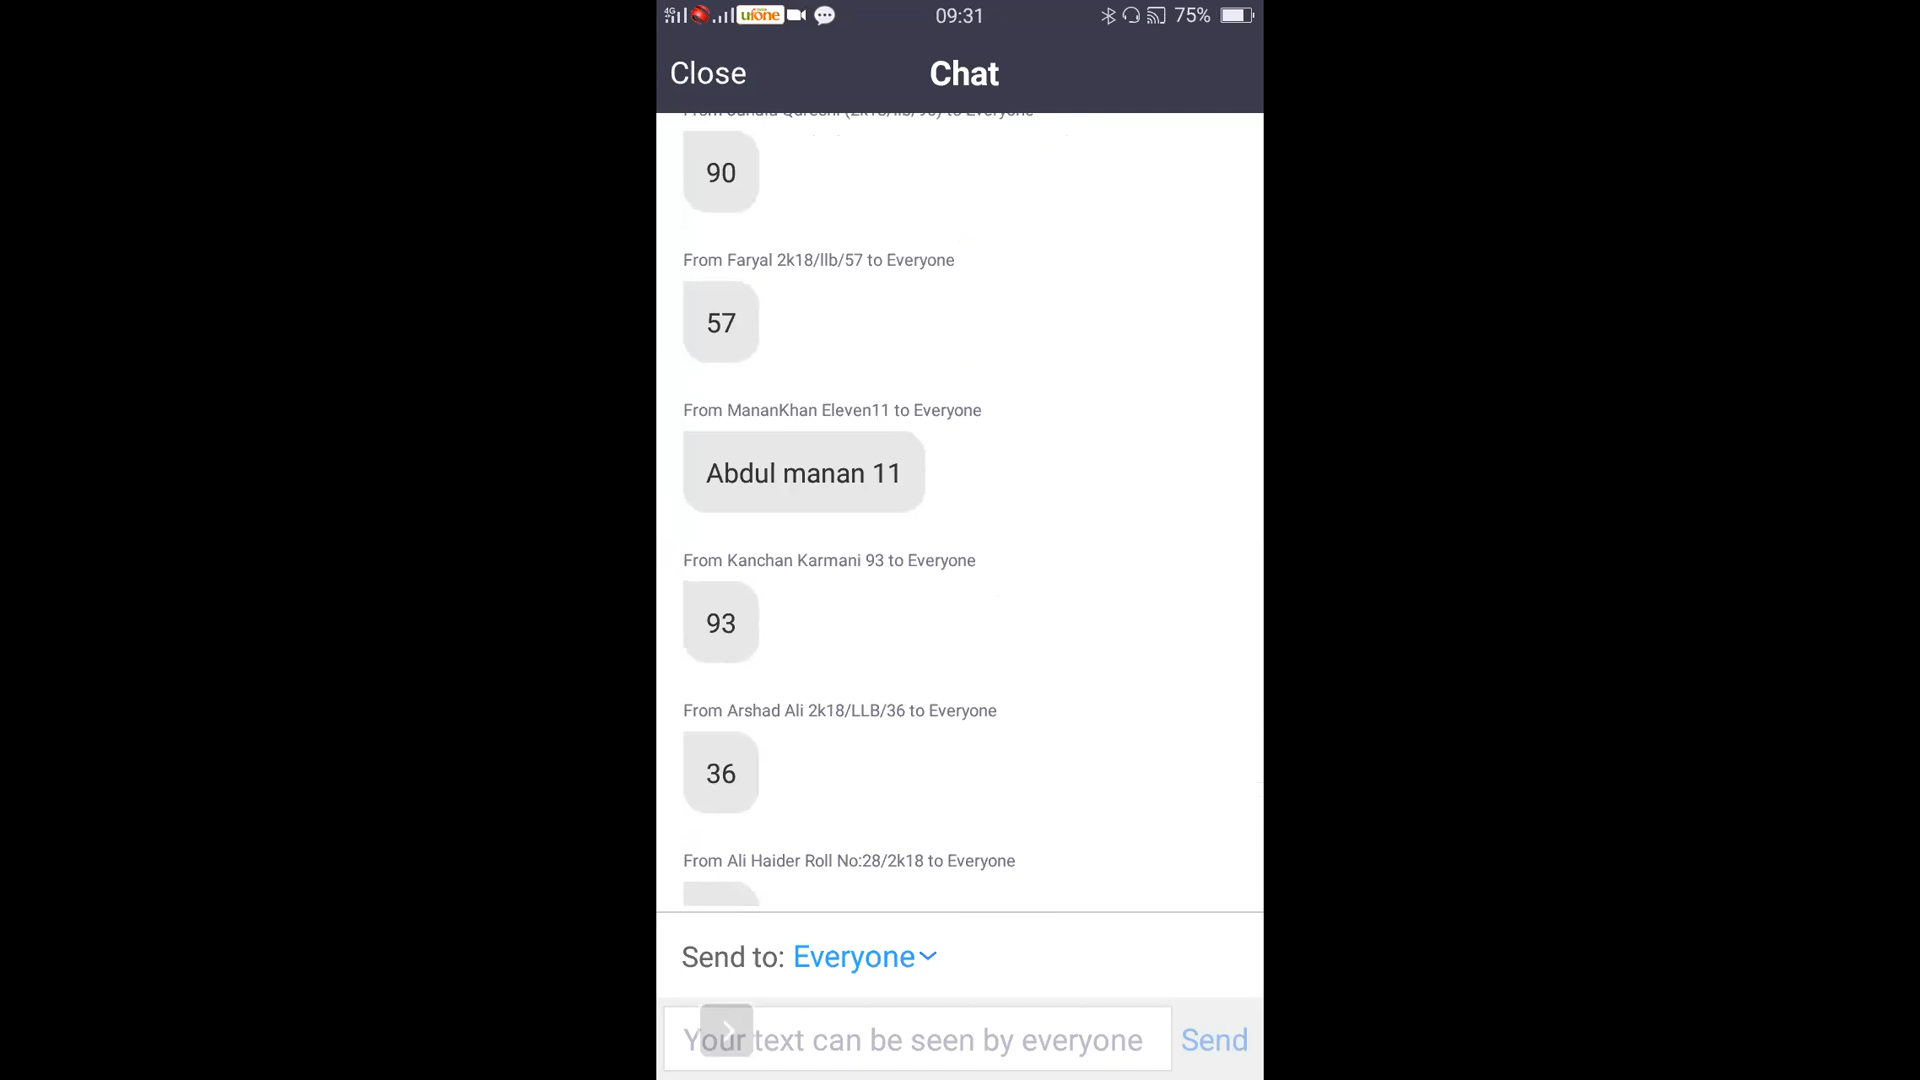 4G ufone 09:31 75%
Close Chat
90
From Faryal 2k18/llb/57 to Everyone
57
From MananKhan Eleven11 to Everyone
Abdul manan 11
From Kanchan Karmani 93 to Everyone
93
From Arshad Ali 2k18/LLB/36 to Everyone
36
From Ali Haider Roll No:28/2k18 to Everyone
Send to: Everyone
Your text can be seen by everyone Send